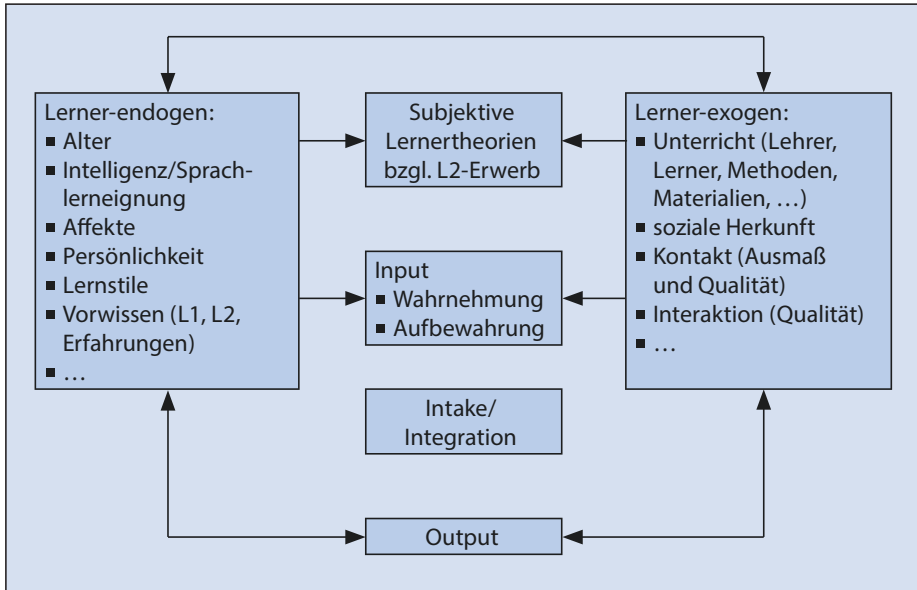 Lerner-endogen:
▪ Alter
▪ Intelligenz/Sprach-
lerneignung
▪ Affekte
▪ Persönlichkeit
▪ Lernstile
▪ Vorwissen (L1, L2,
Erfahrungen)
▪ …
Subjektive
Lernertheorien
bzgl. L2-Erwerb
Input
▪ Wahrnehmung
▪ Aufbewahrung
Intake/
Integration
Output
Lerner-exogen:
▪ Unterricht (Lehrer,
Lerner, Methoden,
Materialien, …)
▪ soziale Herkunft
▪ Kontakt (Ausmaß
und Qualität)
▪ Interaktion (Qualität)
▪ …